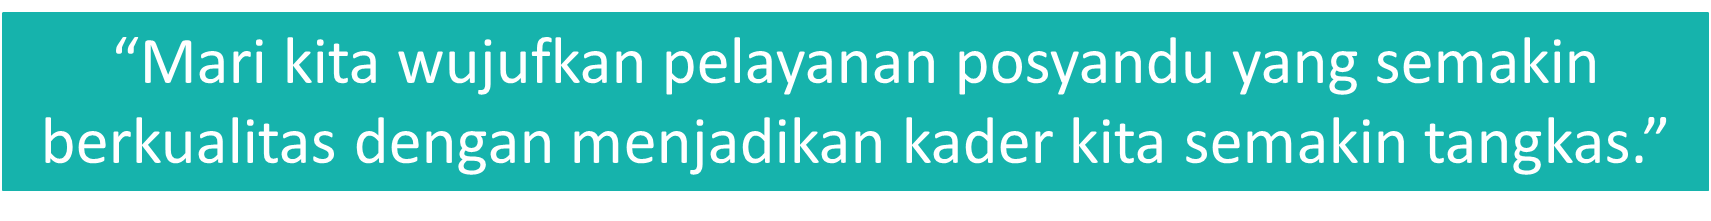 “Mari kita wujufkan pelayanan posyandu yang semakin
berkualitas dengan menjadikan kader kita semakin tangkas.”